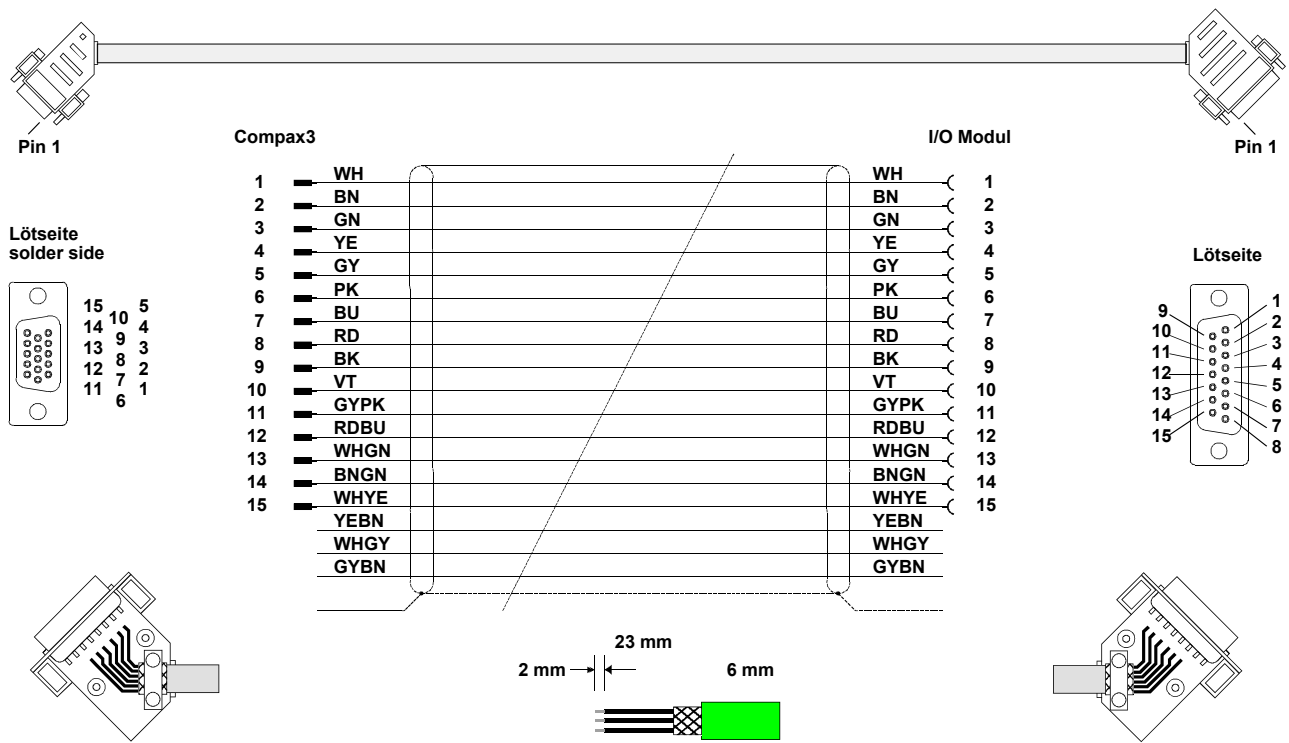 Pin 1
Pin 1
Compax3
I/O Modul
1 WH WH 1
2 BN BN 2
3 GN GN 3
4 YE YE 4
5 GY GY 5
6 PK PK 6
7 BU BU 7
8 RD RD 8
9 BK BK 9
10 VT VT 10
11 GYPK GYPK 11
12 RDBU RDBU 12
13 WHGN WHGN 13
14 BNGN BNGN 14
15 WHYE WHYE 15
YEBN YEBN
WHGY WHGY
GYBN GYBN
Lötseite
solder side
15 5
10
14 4
9
13 3
8
12 2
7
11 1
6
Lötseite
1
9
2
10
3
11
4
12
5
13
6
14
7
15
8
23 mm
2 mm 6 mm